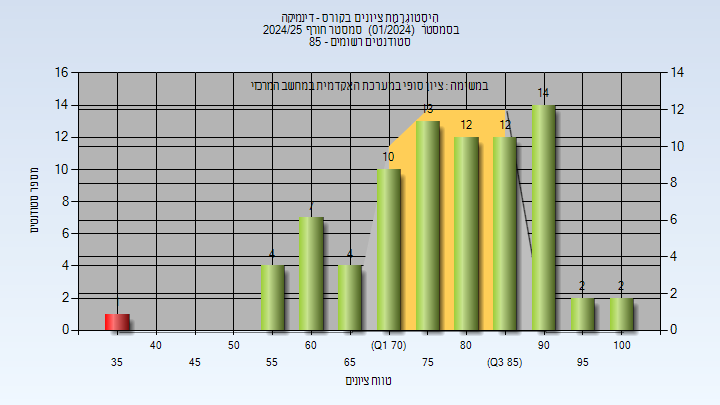 הִיסְטוֹגְרָמַת ציונים בקורס - דינמיקה
בסמסטר (01/2024) סמסטר חורף 2024/25
סטודנטים רשומים - 85
במשימה : ציון סופי במערכת האקדמית במחשב המרכזי
מספר סטודנטים
16 14 12 10 8 6 4 2 0
14 12 10 8 6 4 2 0
4 7 4 10 13 12 12 14 2 2
40 50 60 (Q1 70) 80 90 100
35 45 55 65 75 (Q3 85) 95
טווח ציונים